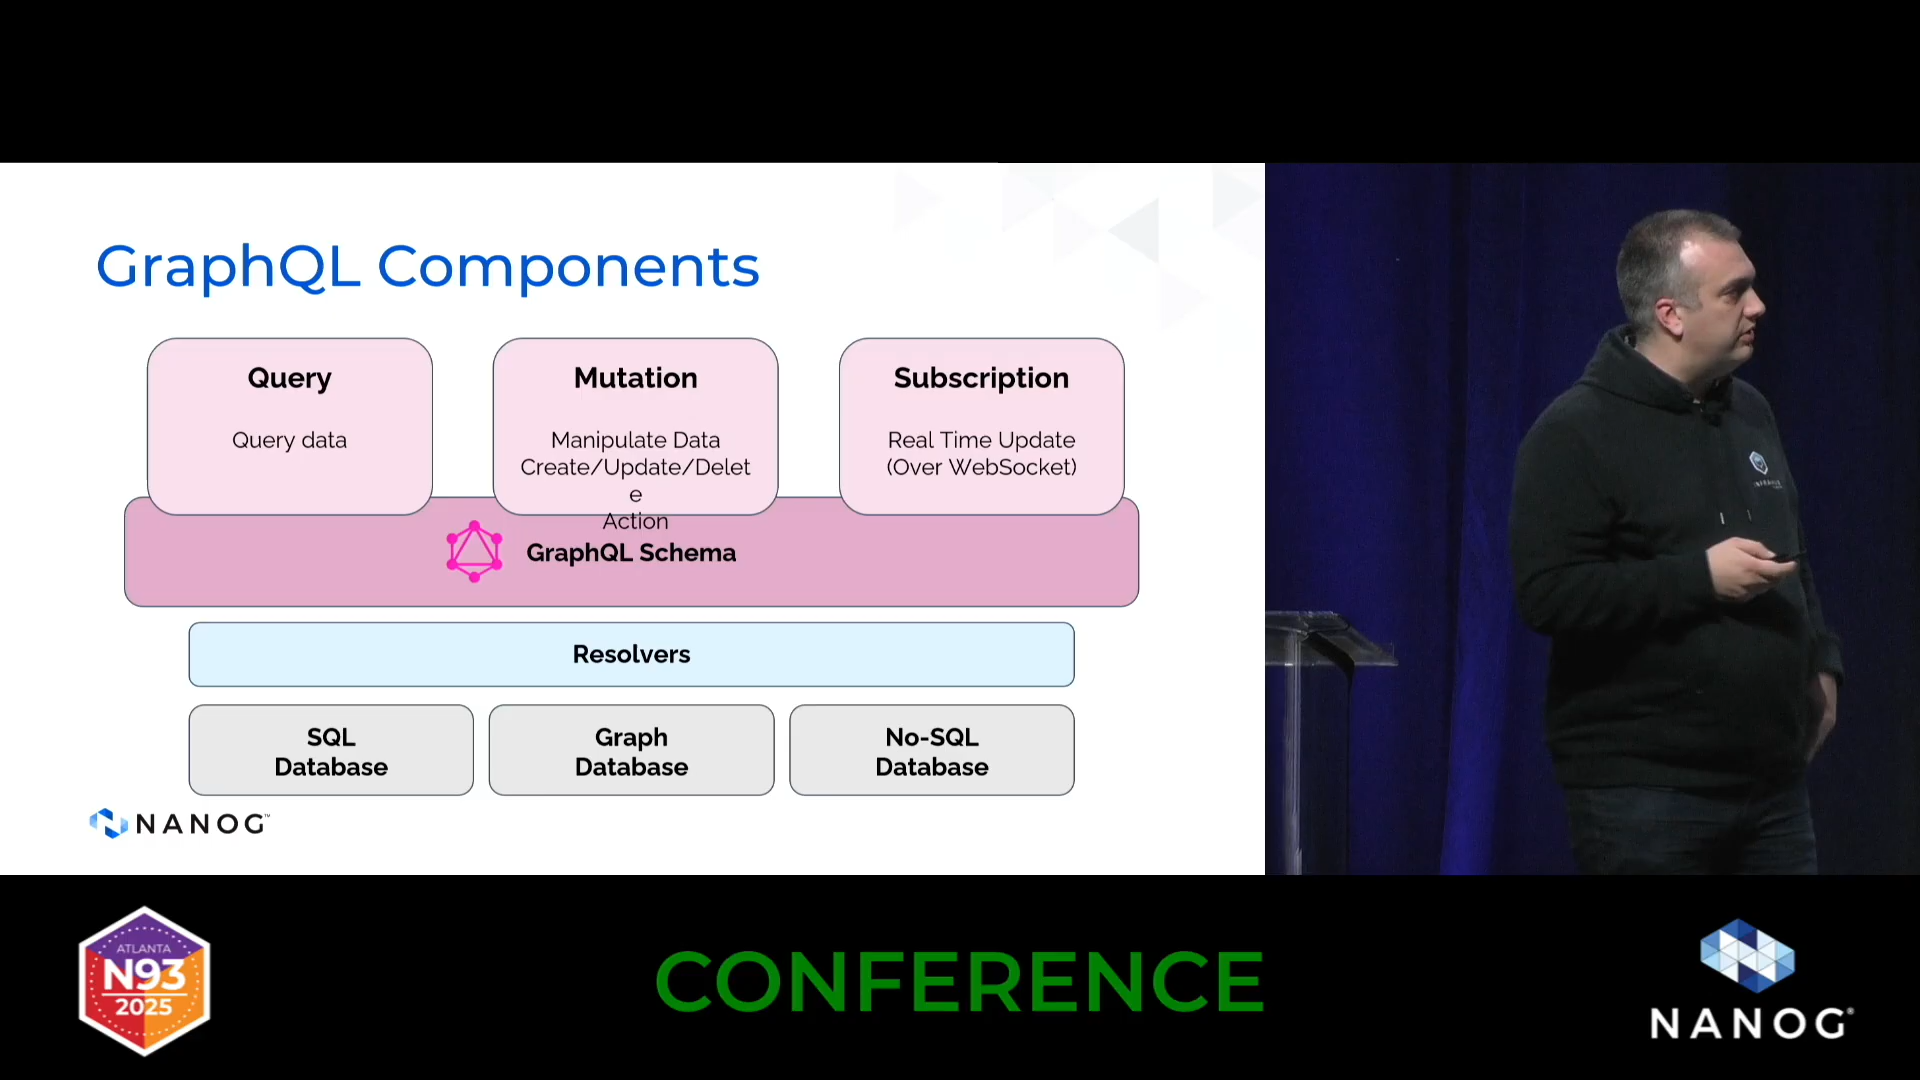 GraphQL Components
Query
Query data
Mutation
Manipulate Data
Create/Update/Delet
e
Action
Subscription
Real Time Update
(Over WebSocket)
GraphQL Schema
Resolvers
SQL
Database
Graph
Database
No-SQL
Database
NANOG™
ATLANTA
N93
2025
CONFERENCE
NANOG®